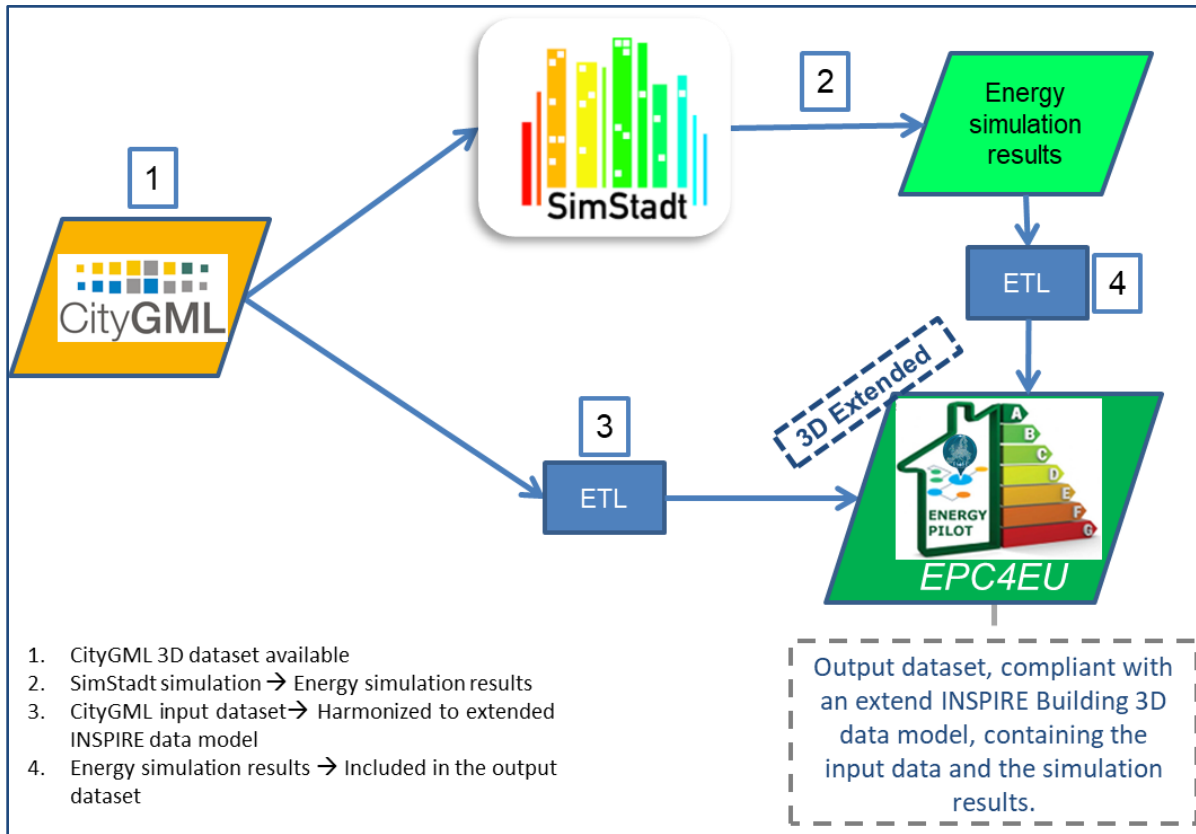 1
CityGML
SimStadt
2
Energy
simulation
results
ETL
4
3D Extended
3
ETL
A
B
C
D
E
F
G
ENERGY
PILOT
EPC4EU
1. CityGML 3D dataset available
2. SimStadt simulation → Energy simulation results
3. CityGML input dataset→ Harmonized to extended
INSPIRE data model
4. Energy simulation results → Included in the output
dataset
Output dataset, compliant with
an extend INSPIRE Building 3D
data model, containing the
input data and the simulation
results.